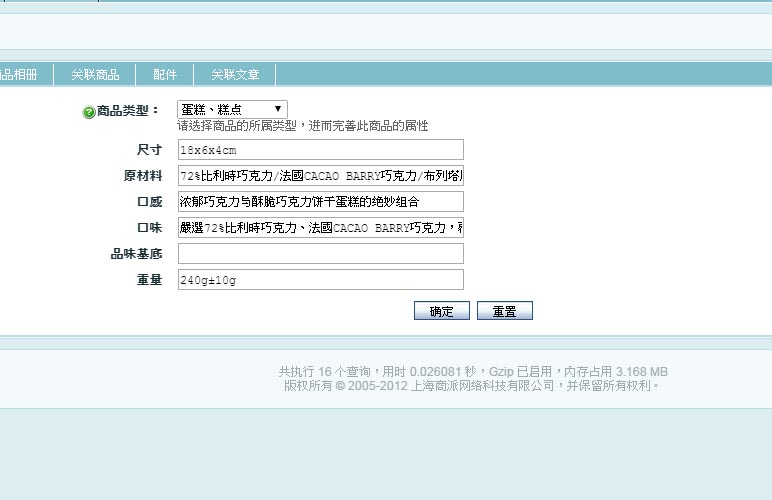 品相册 关联商品 配件 关联文章
商品类型： 蛋糕、糕点
请选择商品的所属类型，进而完善此商品的属性
尺寸 18x6x4cm
原材料 72%比利時巧克力/法國CACAO BARRY巧克力/布列塔
口感 浓郁巧克力与酥脆巧克力饼干蛋糕的绝妙组合
口味 嚴選72%比利時巧克力、法國CACAO BARRY巧克力，
品味基底
重量 240g±10g
确定 重置
共执行 16 个查询，用时 0.026081 秒，Gzip 已启用，内存占用 3.168 MB
版权所有 © 2005-2012 上海商派网络科技有限公司，并保留所有权利。